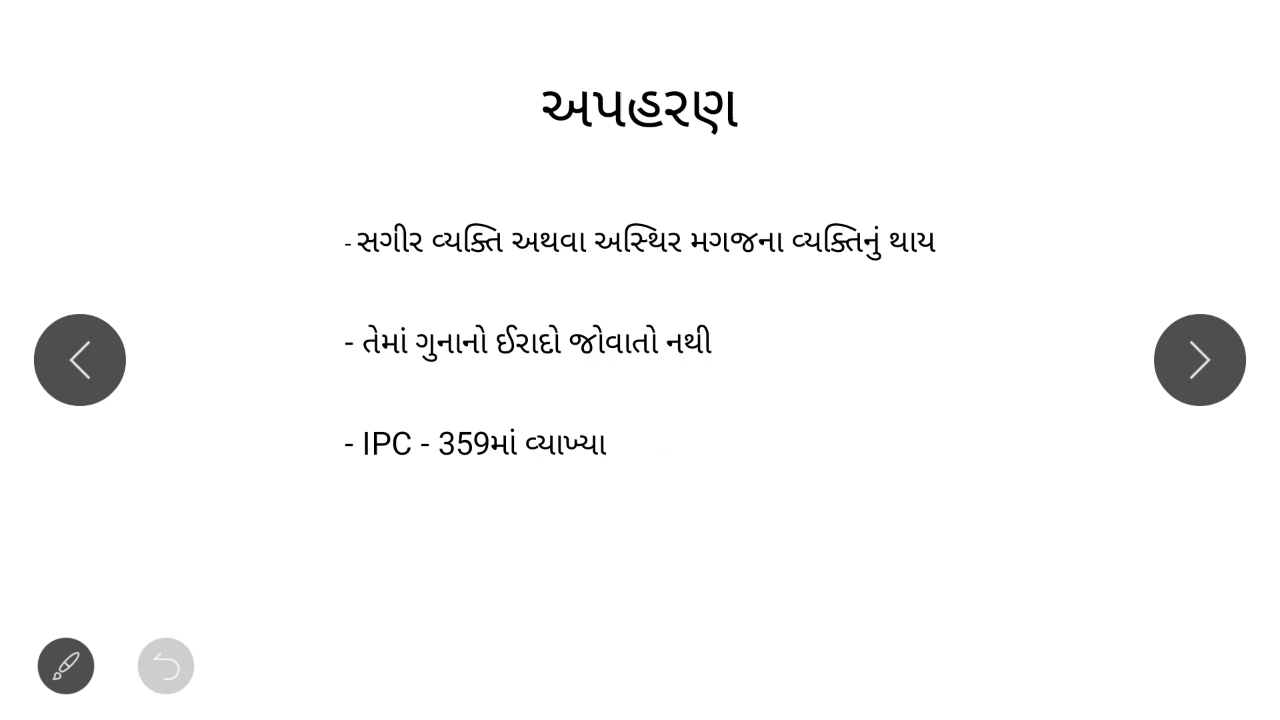 અપહરણ
- સગીર વ્યક્તિ અથવા અસ્થિર મગજના વ્યક્તિનું થાય
- તેમાં ગુનાનો ઈરાદો જોવાતો નથી
- IPC - 359માં વ્યાખ્યા